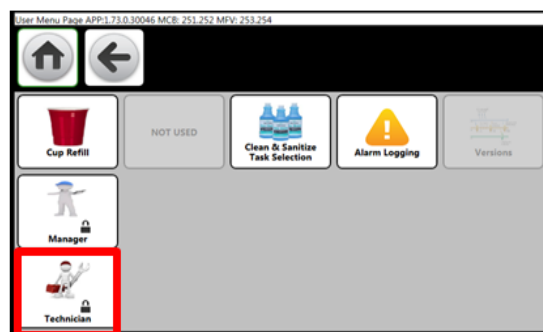 User Menu Page APP:1.73.0.30046 MCB: 251.252 MFV: 253.254
Cup Refill
NOT USED
Clean & Sanitize
Task Selection
Alarm Logging
Versions
Manager
Technician